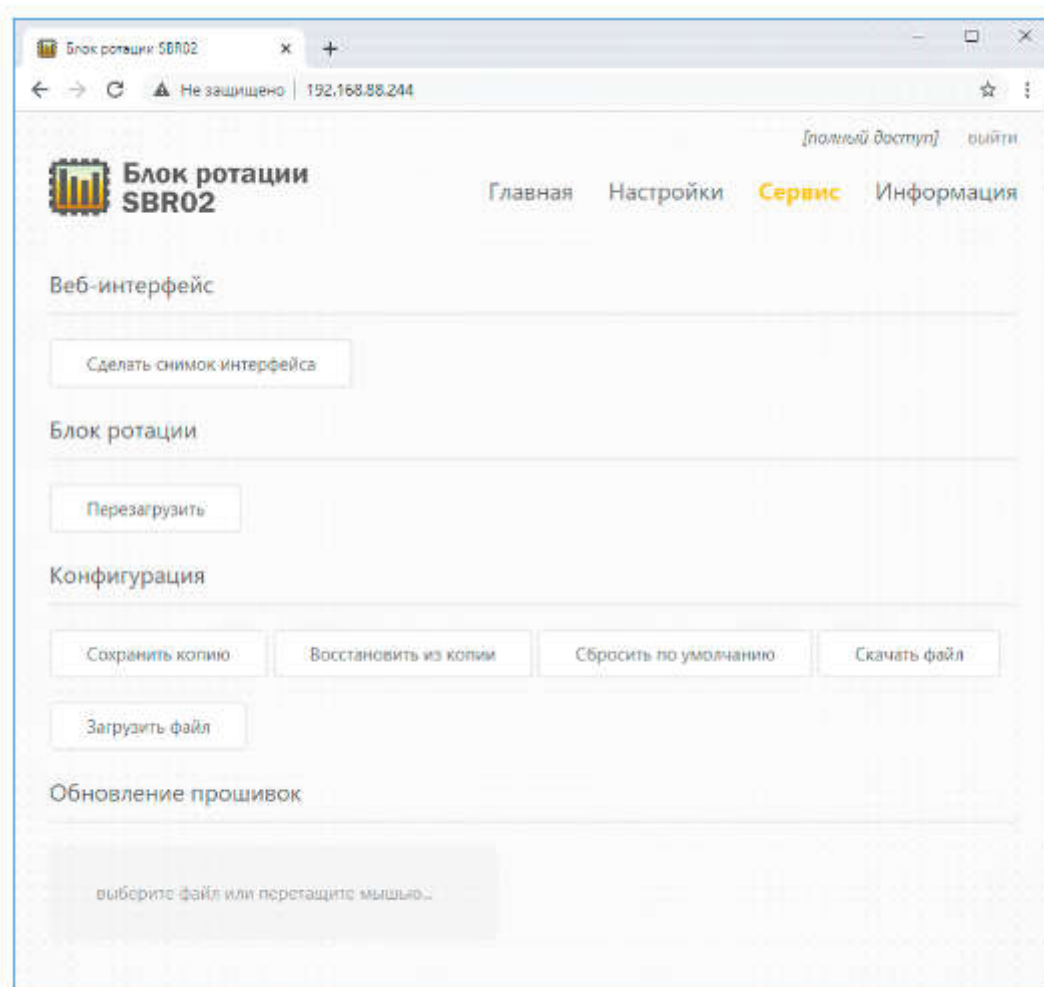 Блок ротации SBR02
Не защищено 192.168.88.244
[полный доступ] выйти
Блок ротации
SBR02
Главная Настройки Сервис Информация
Веб-интерфейс
Сделать снимок интерфейса
Блок ротации
Перезагрузить
Конфигурация
Сохранить копию Восстановить из копии Сбросить по умолчанию Скачать файл
Загрузить файл
Обновление прошивок
выберите файл или перетащите мышью...